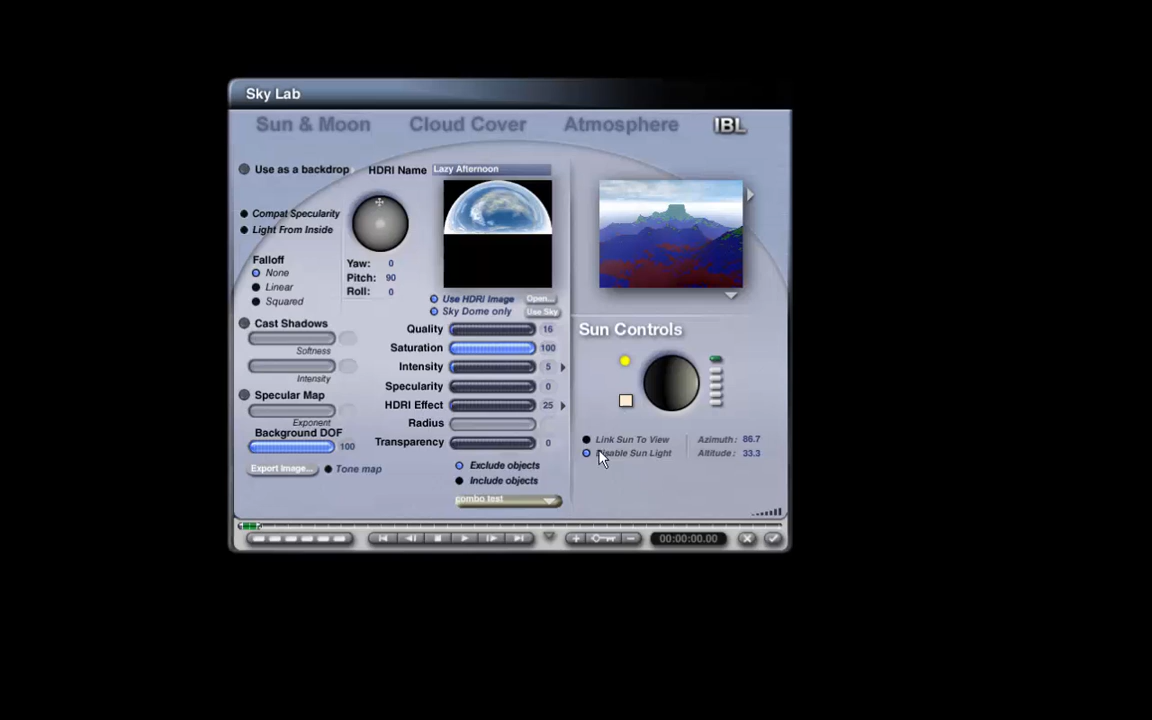 Sky Lab
Sun & Moon Cloud Cover Atmosphere IBL
Use as a backdrop
HDRI Name Lazy Afternoon
Compat Specularity
Light From Inside
Yaw: 0
Pitch: 90
Roll: 0
Falloff
None
Linear
Squared
Use HDRI Image Open...
Sky Dome only Use Sky
Cast Shadows
Softness
Intensity
Specular Map
Exponent
Background DOF
100
Export Image... Tone map
Quality 16
Saturation 100
Intensity 5
Specularity 0
HDRI Effect 25
Radius
Transparency 0
Exclude objects
Include objects
combo test
Sun Controls
Link Sun To View
Disable Sun Light
Azimuth: 86.7
Altitude: 33.3
00:00:00.00